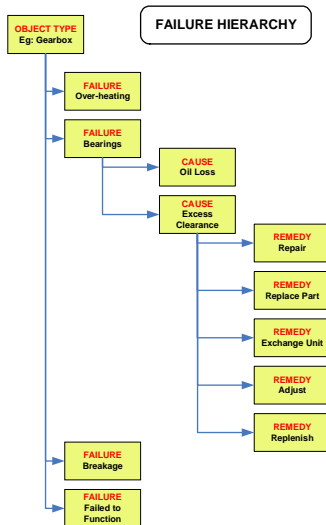 FAILURE HIERARCHY
OBJECT TYPE
Eg: Gearbox
FAILURE
Over-heating
FAILURE
Bearings
CAUSE
Oil Loss
CAUSE
Excess
Clearance
REMEDY
Repair
REMEDY
Replace Part
REMEDY
Exchange Unit
REMEDY
Adjust
REMEDY
Replenish
FAILURE
Breakage
FAILURE
Failed to
Function